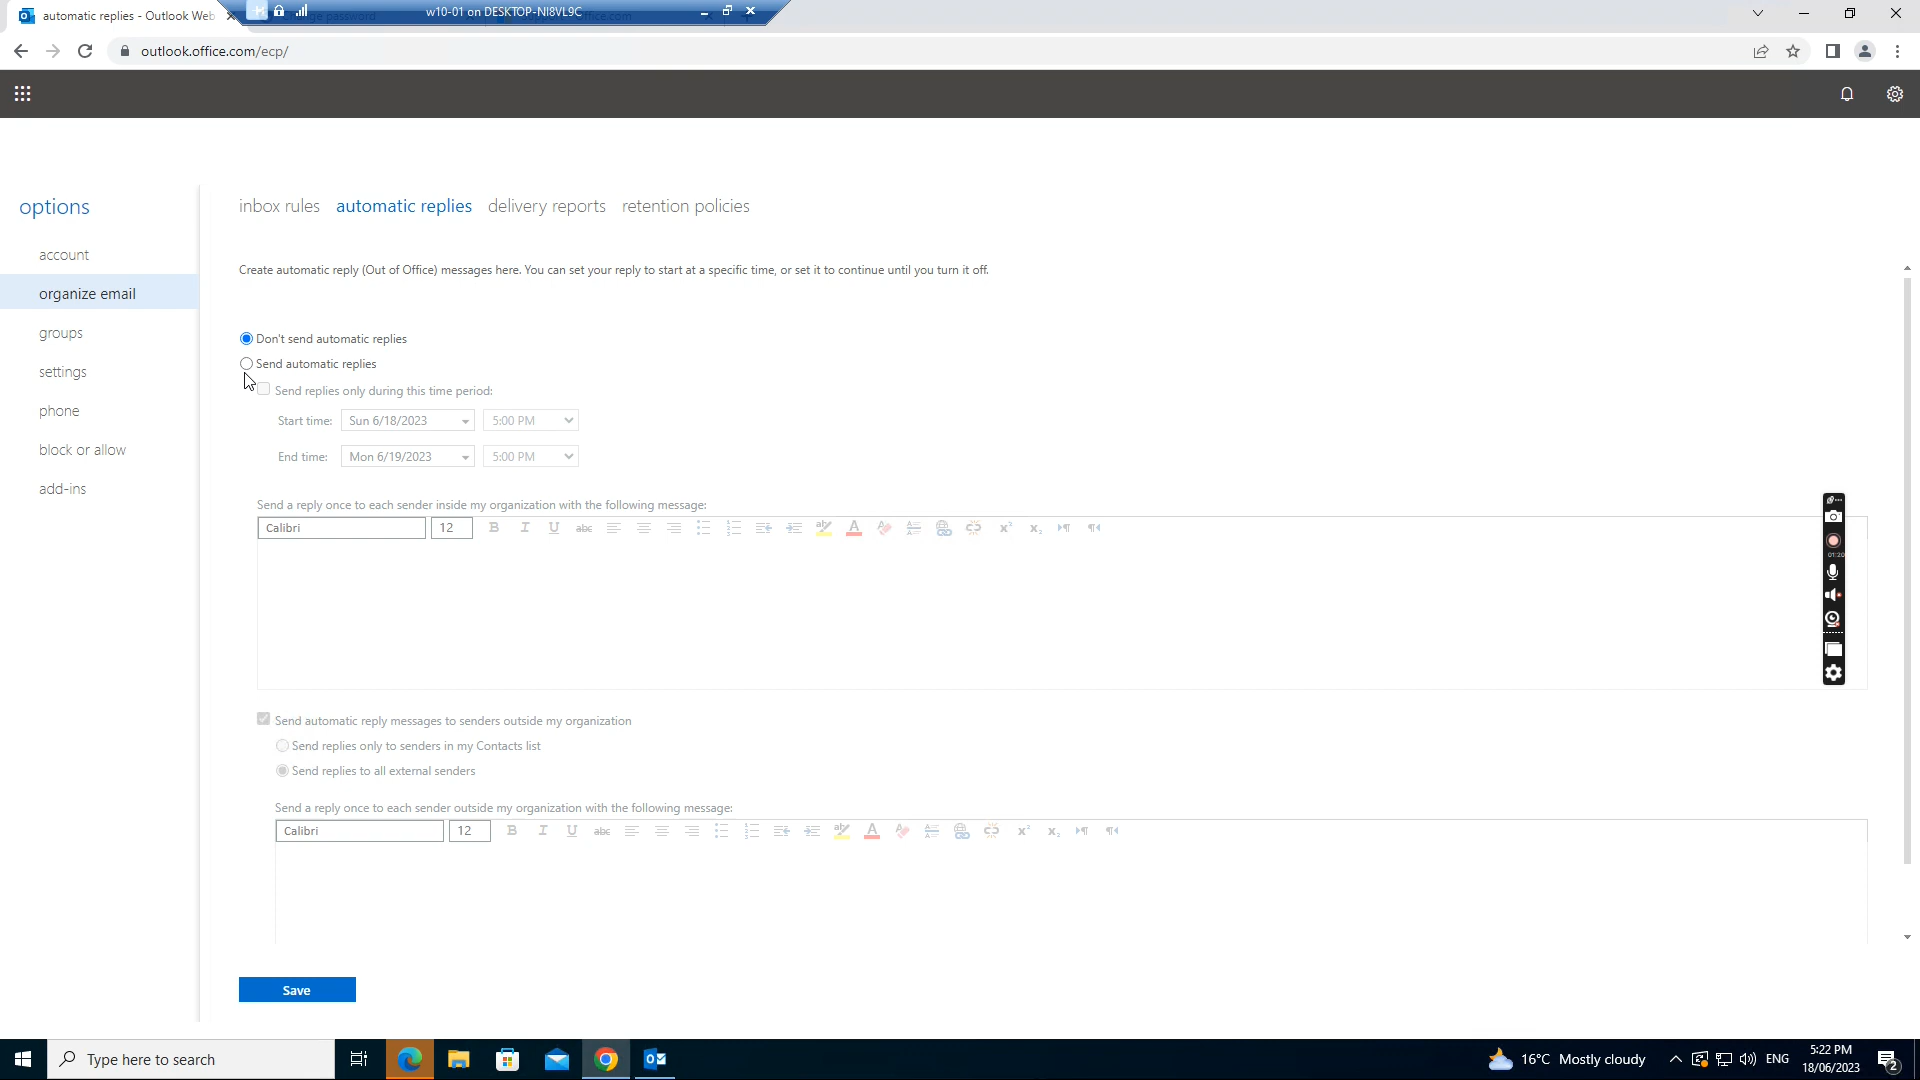 automatic replies - Outlook Web
w10-01 on DESKTOP-NI8VL9C
outlook.office.com/ecp/
options
account
organize email
groups
settings
phone
block or allow
add-ins
inbox rules automatic replies delivery reports retention policies
Create automatic reply (Out of Office) messages here. You can set your reply to start at a specific time, or set it to continue until you turn it off.
Don't send automatic replies
Send automatic replies
Send replies only during this time period:
Start time: Sun 6/18/2023 5:00 PM
End time: Mon 6/19/2023 5:00 PM
Send a reply once to each sender inside my organization with the following message:
Calibri 12 B I U abc
01:20
Send automatic reply messages to senders outside my organization
Send replies only to senders in my Contacts list
Send replies to all external senders
Send a reply once to each sender outside my organization with the following message:
Calibri 12 B I U abc
Save
Type here to search
16°C Mostly cloudy
ENG
5:22 PM
18/06/2023
2